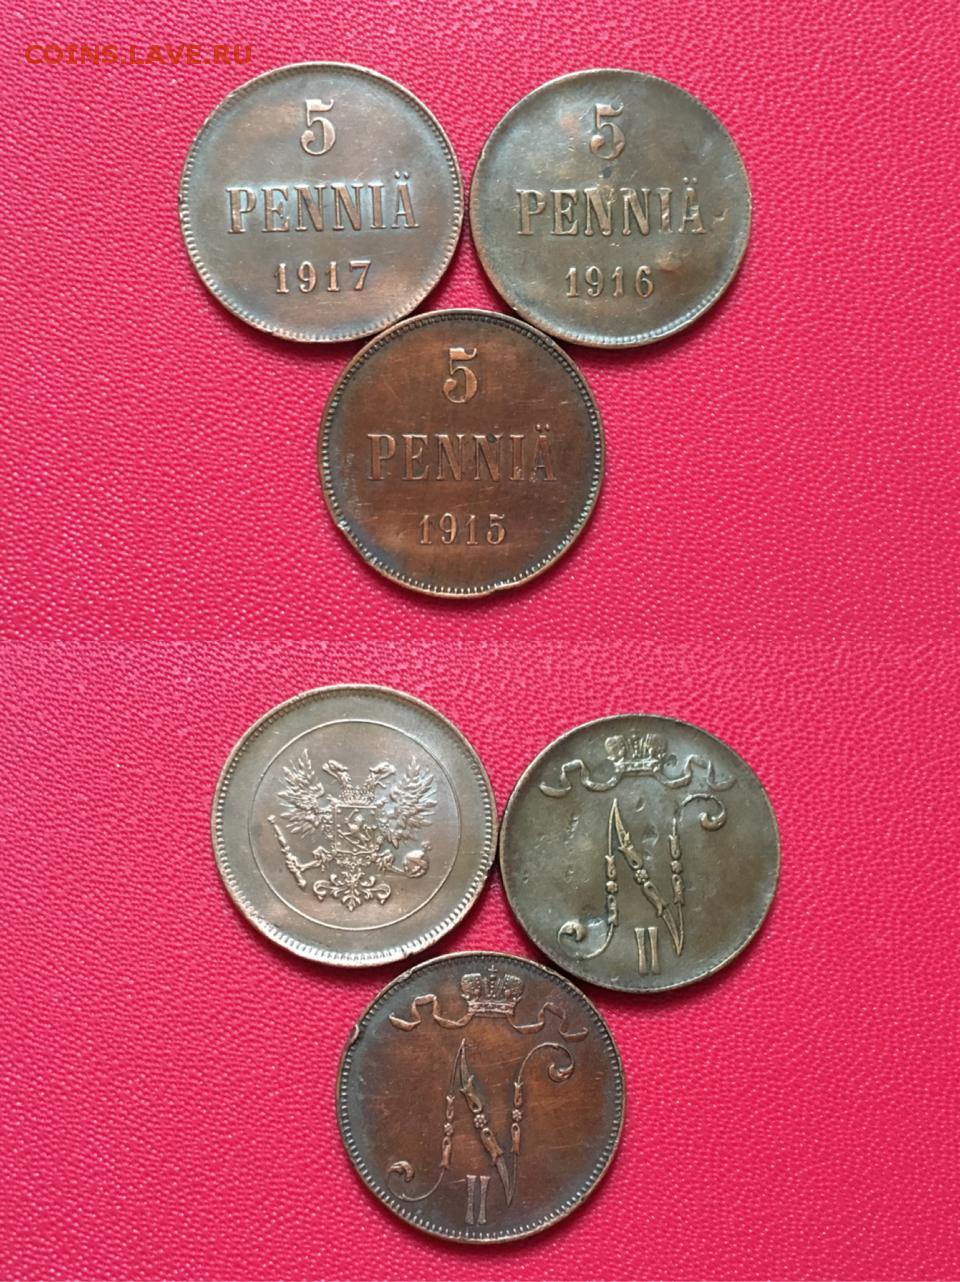 COINS.LAVE.RU
5
PENNIÄ
1917
5
PENNIÄ
1916
5
PENNIÄ
1915
N
II
N
II